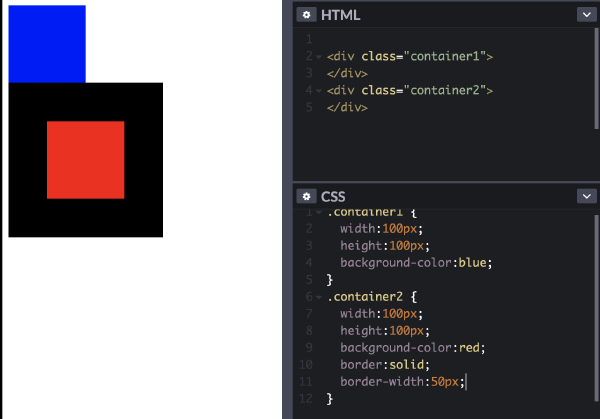 HTML
1
2 <div class="container1">
3 </div>
4 <div class="container2">
5 </div>
CSS
1 .container1 {
2 width:100px;
3 height:100px;
4 background-color:blue;
5 }
6 .container2 {
7 width:100px;
8 height:100px;
9 background-color:red;
10 border:solid;
11 border-width:50px;
12 }